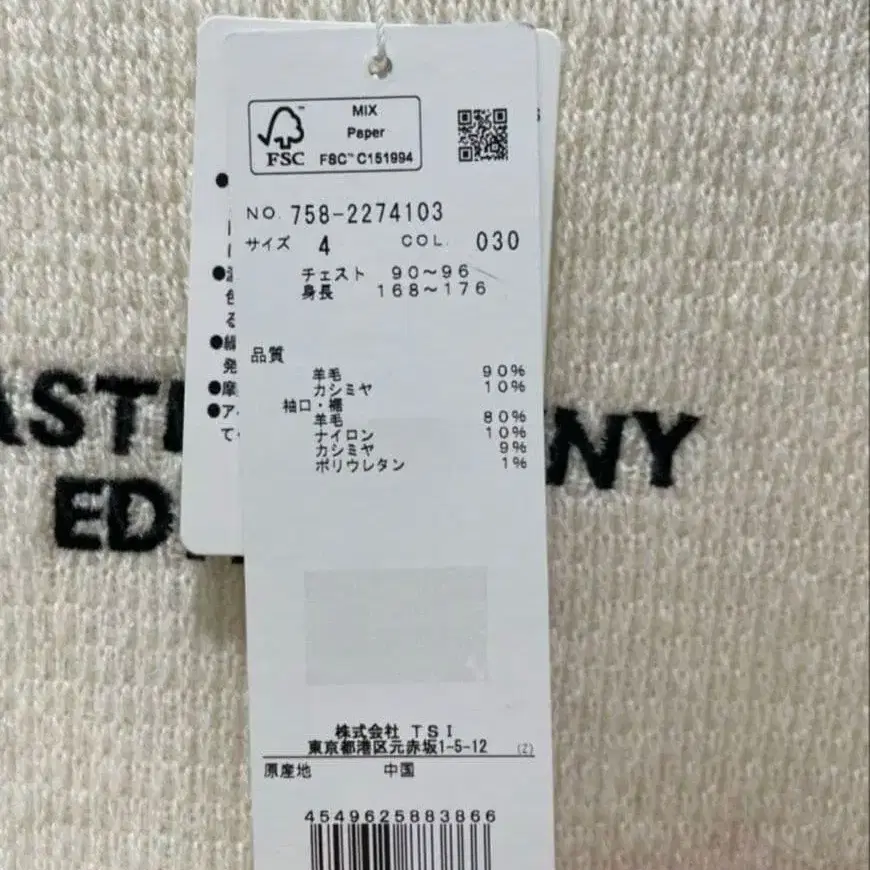 MIX
Paper
FSC™ C151994
FSC
NO. 758-2274103
サイズ 4 COL. 030
チェスト 90~96
身長 168~176
品質
羊毛 90%
カシミヤ 10%
袖口・裾
羊毛 80%
ナイロン 10%
カシミヤ 9%
ポリウレタン 1%
株式会社 TSI
東京都港区元赤坂1-5-12 (Z)
原産地 中国
4549625883866
NY